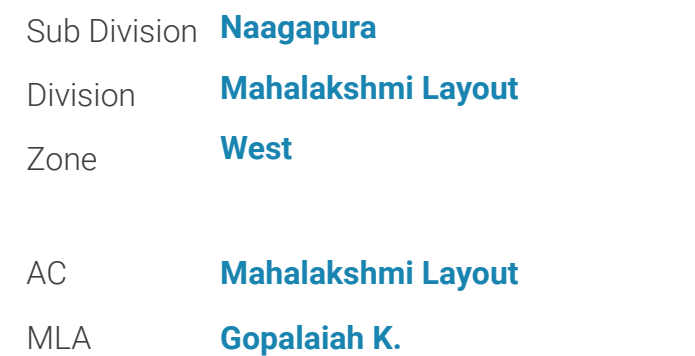 Sub Division Naagapura
Division Mahalakshmi Layout
Zone West
AC Mahalakshmi Layout
MLA Gopalaiah K.